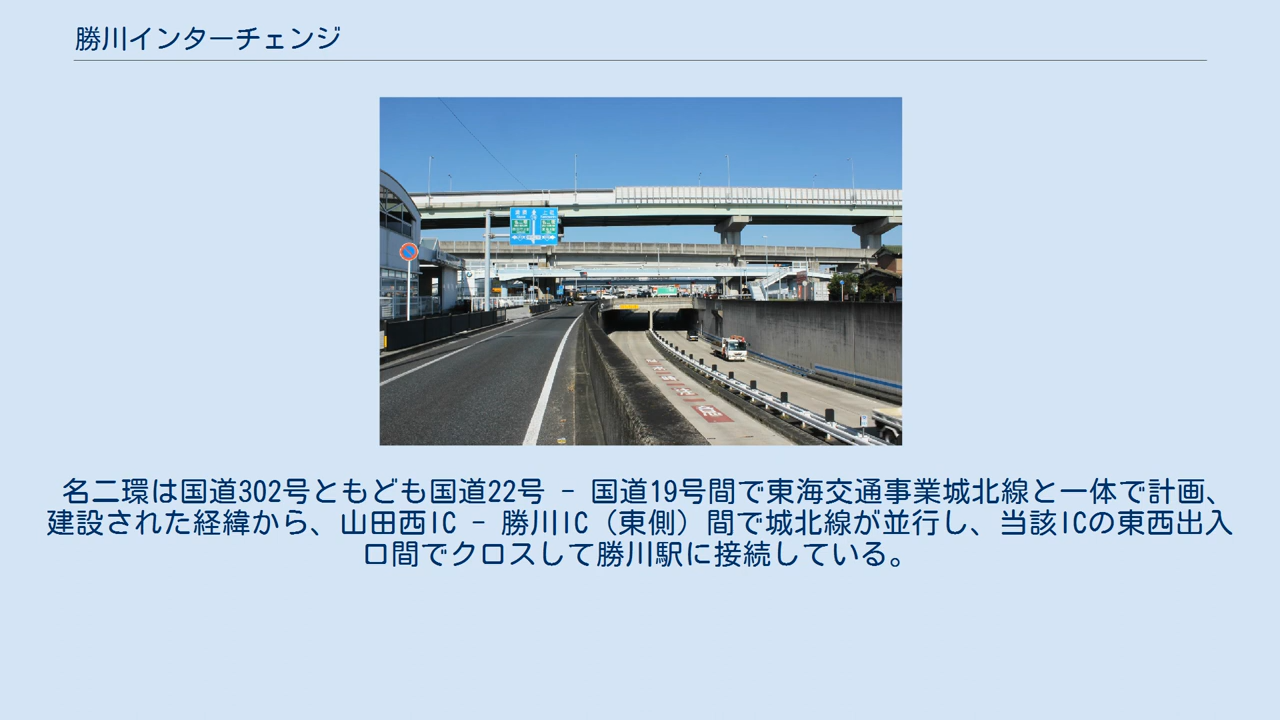 勝川インターチェンジ
名二環は国道302号ともども国道22号 - 国道19号間で東海交通事業城北線と一体で計画、
建設された経緯から、山田西IC - 勝川IC（東側）間で城北線が並行し、当該ICの東西出入
口間でクロスして勝川駅に接続している。